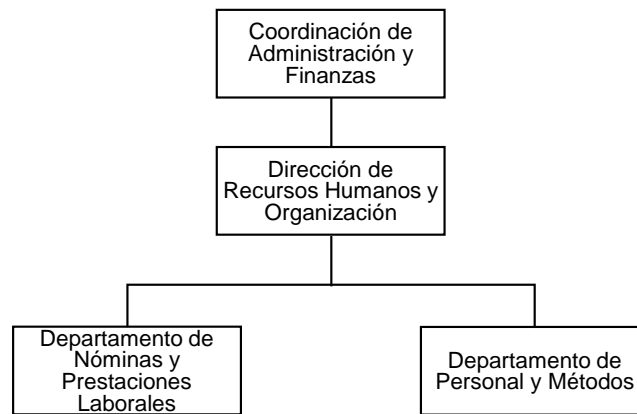 Coordinación de
Administración y
Finanzas
Dirección de
Recursos Humanos y
Organización
Departamento de
Nóminas y
Prestaciones
Laborales
Departamento de
Personal y Métodos